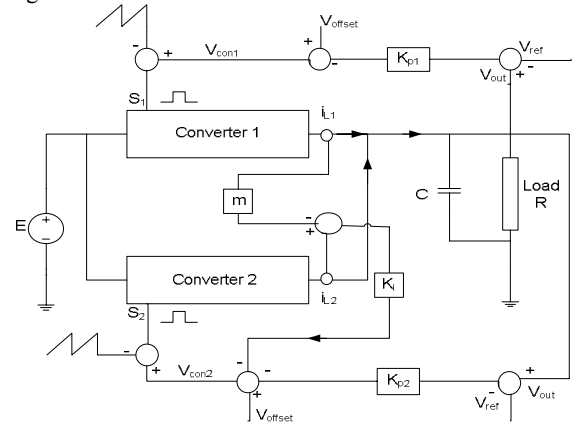 g
V_offset
- + V_con1 + - K_p1 V_ref
V_out + -
S_1 i_L1
Converter 1
m
C Load
R
E + -
- +
Converter 2 K_i
S_2 i_L2
- + V_con2 - - + K_p2 - +
V_out
V_offset V_ref